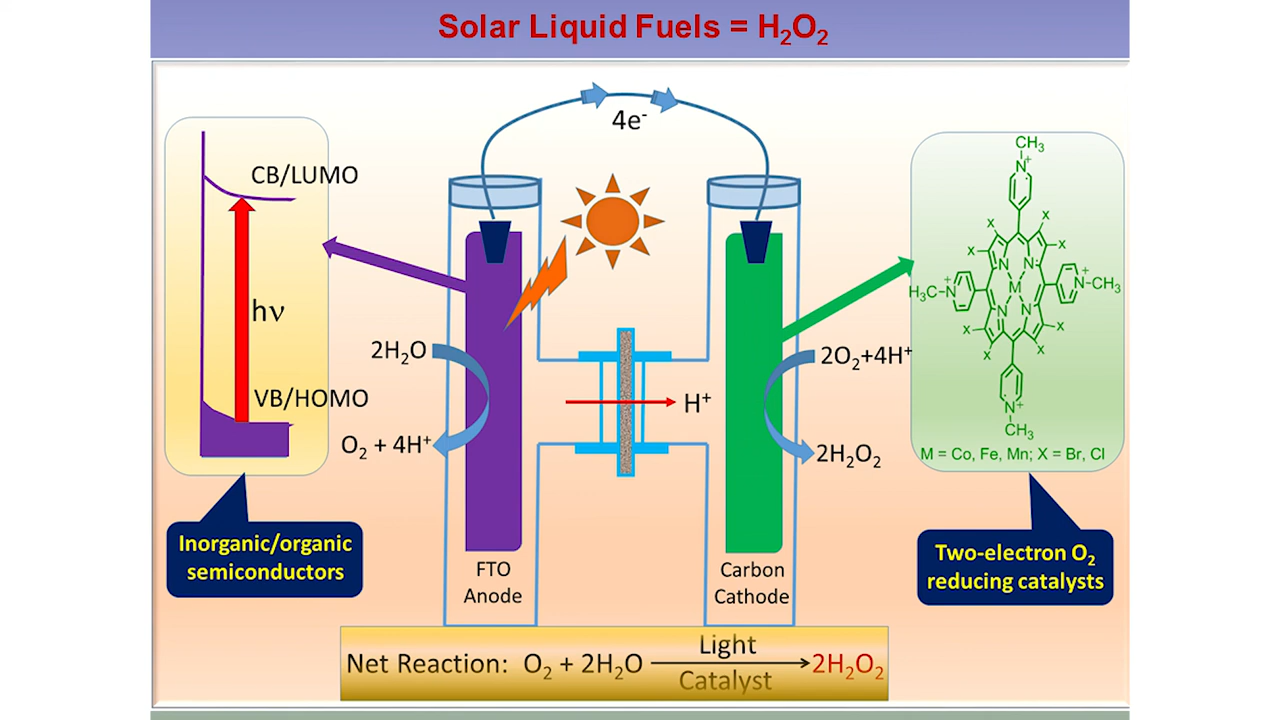 Solar Liquid Fuels = H₂O₂
4e⁻
CB/LUMO
hν
VB/HOMO
Inorganic/organic
semiconductors
2H₂O
O₂ + 4H⁺
H⁺
2O₂+4H⁺
2H₂O₂
FTO
Anode
Carbon
Cathode
CH₃
N⁺
X X
X X
N N
H₃C-N⁺ M N⁺-CH₃
N N
X X
X X
N⁺
CH₃
M = Co, Fe, Mn; X = Br, Cl
Two-electron O₂
reducing catalysts
Light
Net Reaction: O₂ + 2H₂O → 2H₂O₂
Catalyst